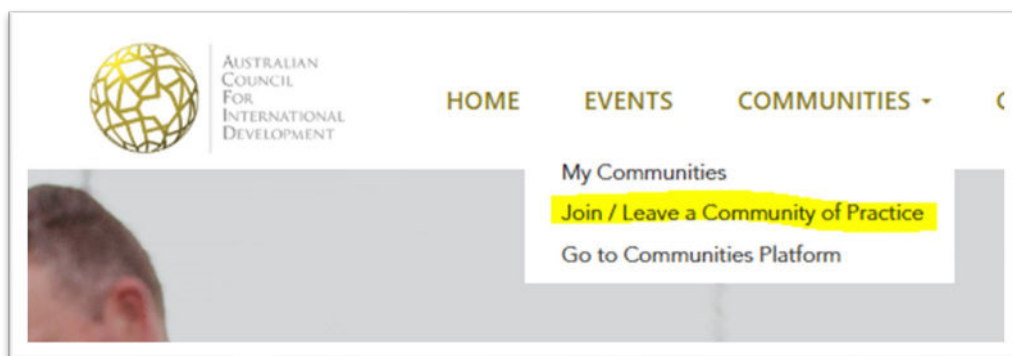 AUSTRALIAN
COUNCIL
FOR
INTERNATIONAL
DEVELOPMENT
HOME EVENTS COMMUNITIES
My Communities
Join / Leave a Community of Practice
Go to Communities Platform